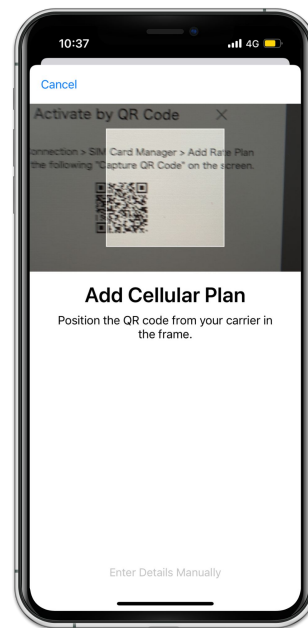 10:37
4G
Cancel
Activate by QR Code ×
onnection > SIM Card Manager > Add Rate Plan
the following "Capture QR Code" on the screen.
Add Cellular Plan
Position the QR code from your carrier in
the frame.
Enter Details Manually